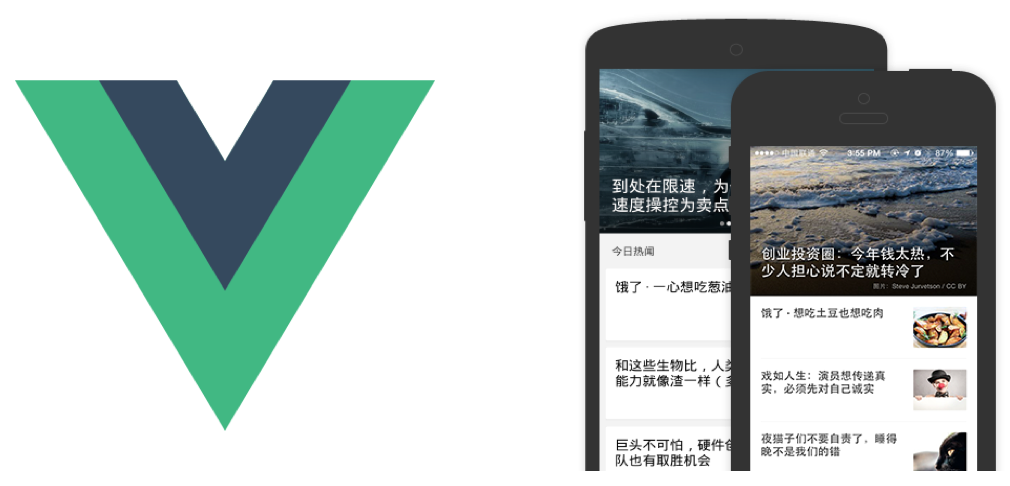 到处在限速，为
速度操控为卖点
今日热闻
饿了 · 一心想吃葱油
和这些生物比，人类
能力就像渣一样（多
巨头不可怕，硬件创
队也有取胜机会
中国联通 3:55 PM 87%
创业投资圈：今年钱太热，不
少人担心说不定就转冷了
图片：Steve Jurvetson / CC BY
饿了 - 想吃土豆也想吃肉
戏如人生：演员想传递真
实，必须先对自己诚实
夜猫子们不要自责了，睡得
晚不是我们的错